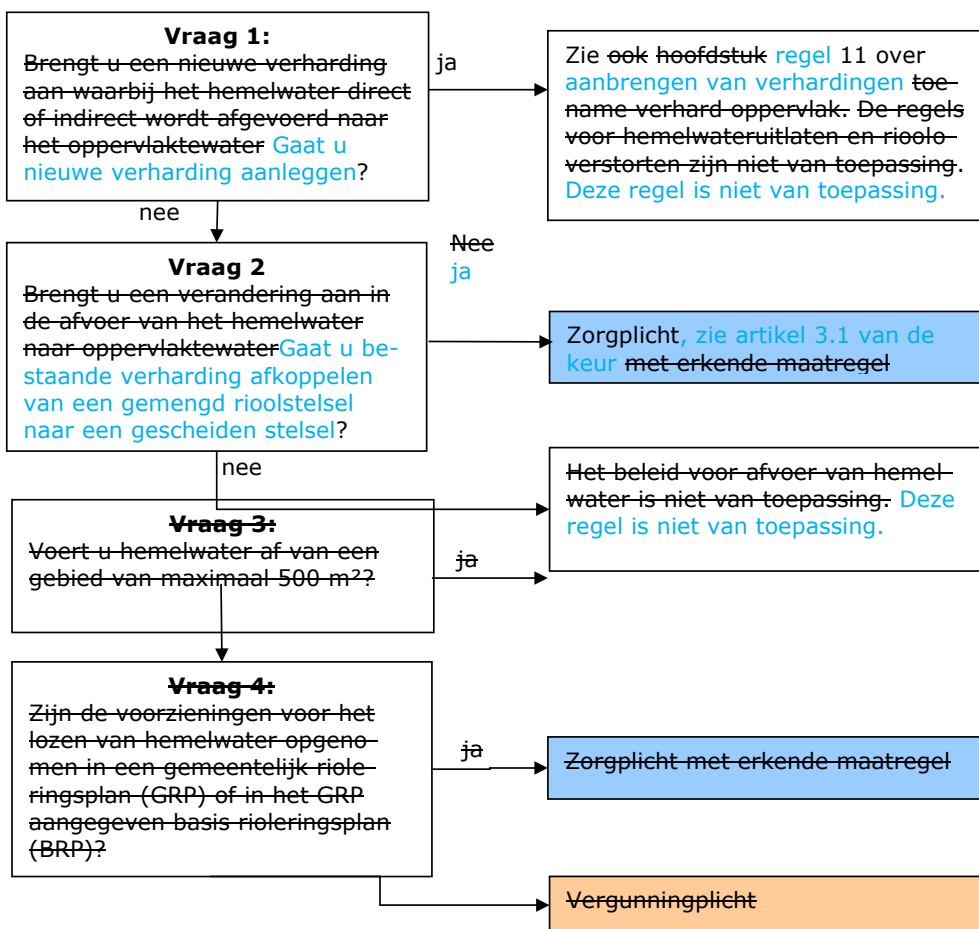 Vraag 1:
Brengt u een nieuwe verharding
aan waarbij het hemelwater direct
of indirect wordt afgevoerd naar
het oppervlaktewater Gaat u
nieuwe verharding aanleggen?
ja
Zie ook hoofdstuk regel 11 over
aanbrengen van verhardingen toe-
name verhard oppervlak. De regels
voor hemelwateruitlaten en rioolo-
verstorten zijn niet van toepassing.
Deze regel is niet van toepassing.
nee
Vraag 2
Brengt u een verandering aan in
de afvoer van het hemelwater
naar oppervlaktewaterGaat u be-
staande verharding afkoppelen
van een gemengd rioolstelsel
naar een gescheiden stelsel?
Nee
ja
Zorgplicht, zie artikel 3.1 van de
keur met erkende maatregel
nee
Het beleid voor afvoer van hemel-
water is niet van toepassing. Deze
regel is niet van toepassing.
Vraag 3:
Voert u hemelwater af van een
gebied van maximaal 500 m²?
ja
Vraag 4:
Zijn de voorzieningen voor het
lozen van hemelwater opgeno-
men in een gemeentelijk riole-
ringsplan (GRP) of in het GRP
aangegeven basis rioleringsplan
(BRP)?
ja
Zorgplicht met erkende maatregel
Vergunningplicht